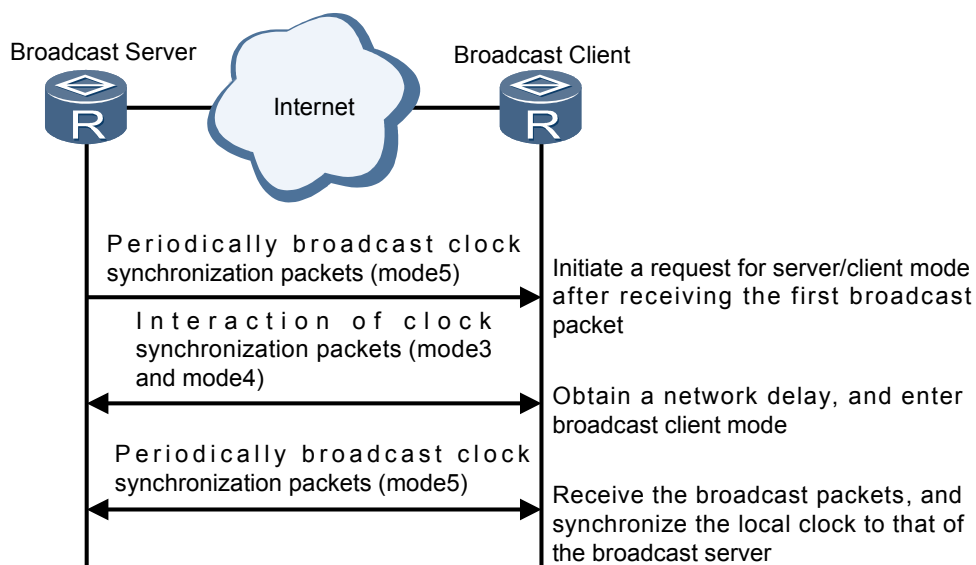 Broadcast Server
Broadcast Client
Internet
R
R
Periodically broadcast clock
synchronization packets (mode5)
Initiate a request for server/client mode
after receiving the first broadcast
packet
Interaction of clock
synchronization packets (mode3
and mode4)
Obtain a network delay, and enter
broadcast client mode
Periodically broadcast clock
synchronization packets (mode5)
Receive the broadcast packets, and
synchronize the local clock to that of
the broadcast server